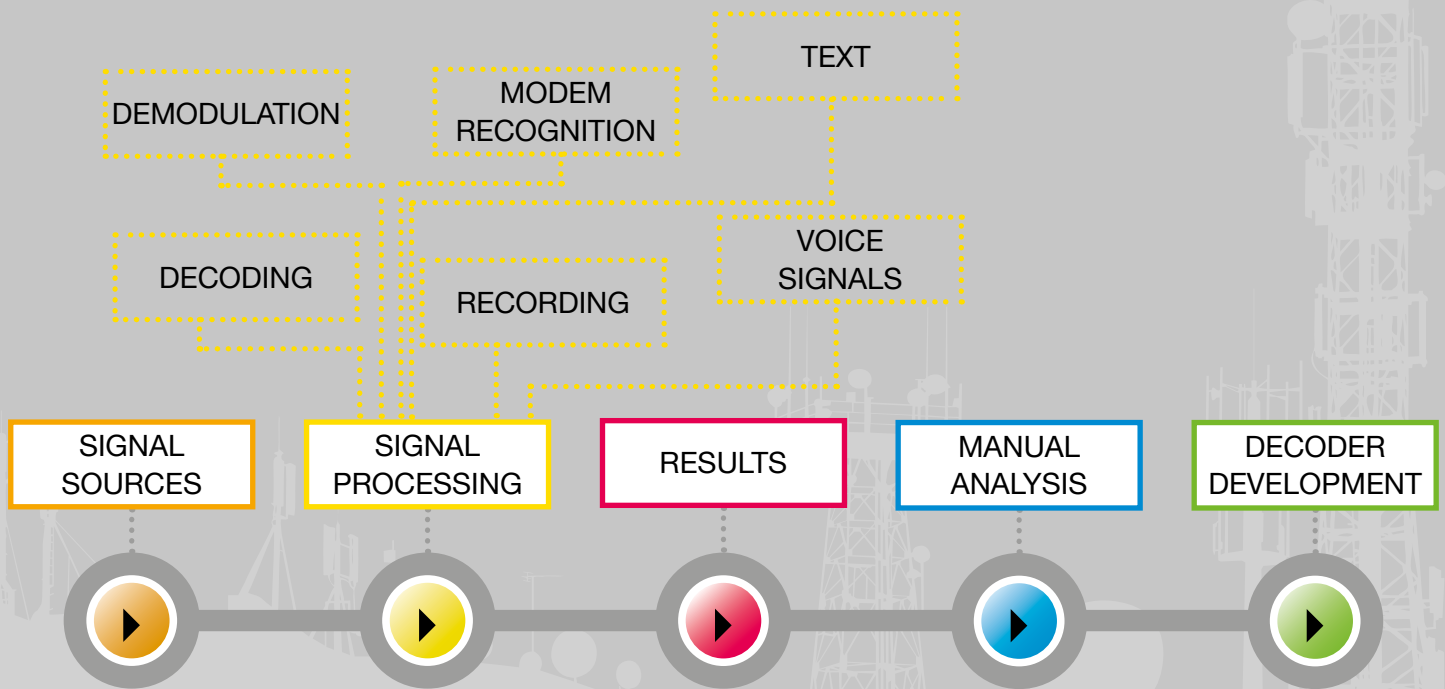 TEXT
DEMODULATION
MODEM
RECOGNITION
VOICE
SIGNALS
DECODING
RECORDING
SIGNAL
SOURCES
SIGNAL
PROCESSING
RESULTS
MANUAL
ANALYSIS
DECODER
DEVELOPMENT